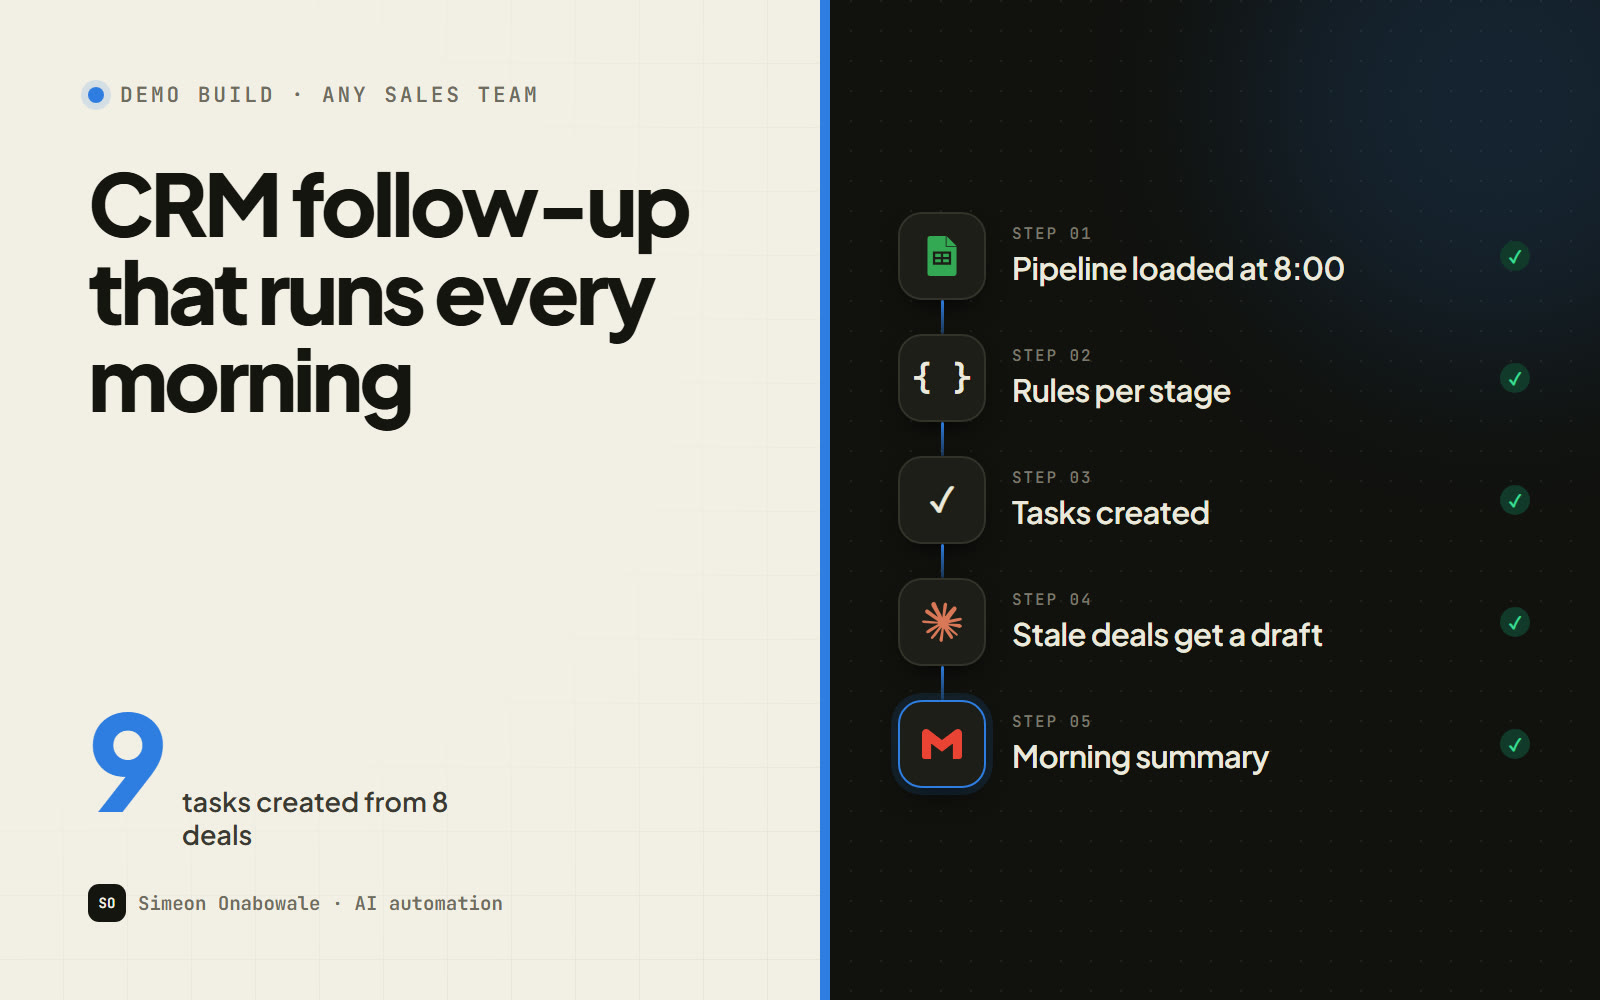 DEMO BUILD · ANY SALES TEAM
CRM follow-up
that runs every
morning
9
tasks created from 8
deals
SO
Simeon Onabowale · AI automation
STEP 01
Pipeline loaded at 8:00
{ }
STEP 02
Rules per stage
STEP 03
Tasks created
STEP 04
Stale deals get a draft
STEP 05
Morning summary